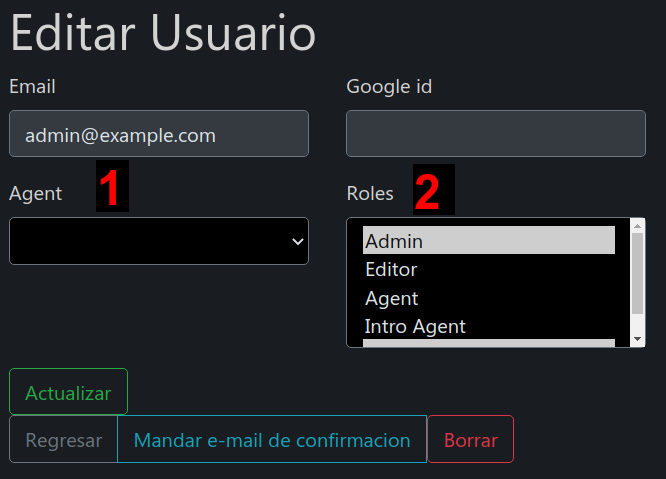 Editar Usuario
Email
Google id
admin@example.com
Agent
1
Roles
2
Admin
Editor
Agent
Intro Agent
Actualizar
Regresar
Mandar e-mail de confirmacion
Borrar